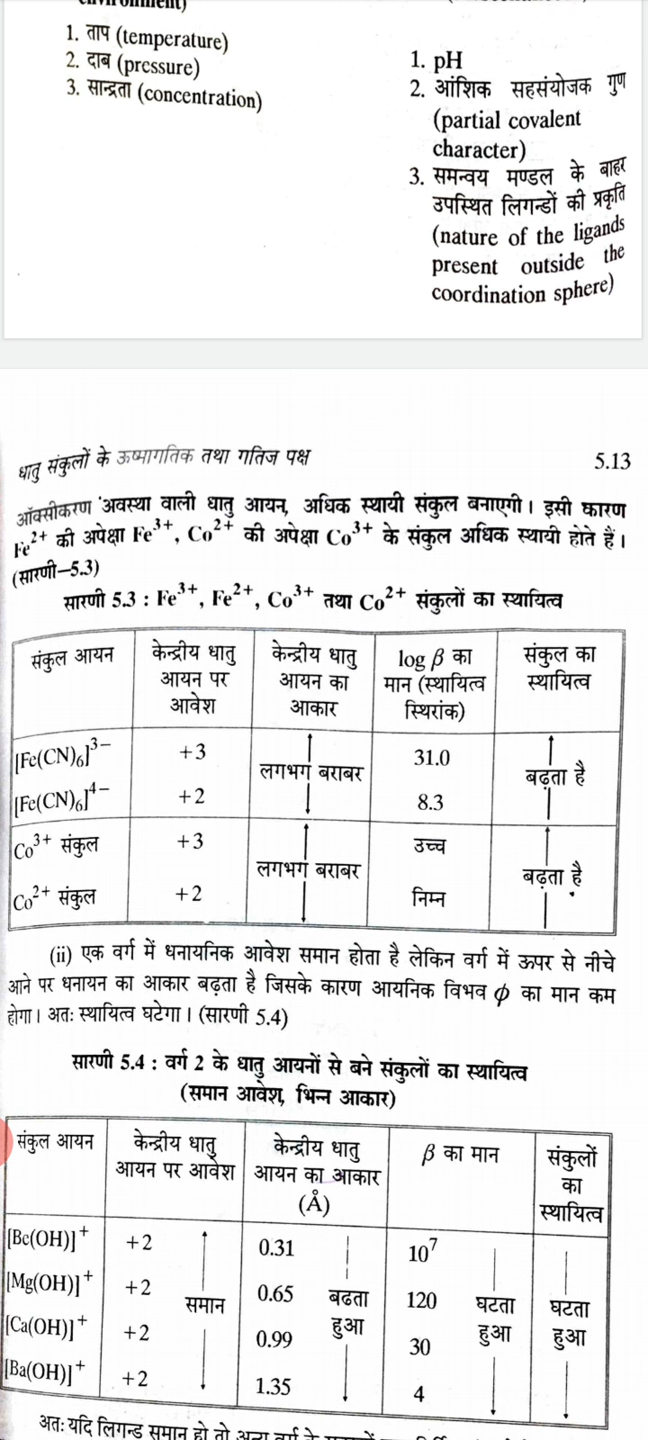 environment)
1. ताप (temperature)
2. दाब (pressure)
3. सान्द्रता (concentration)
1. pH
2. आंशिक सहसंयोजक गुण
(partial covalent
character)
3. समन्वय मण्डल के बाहर
उपस्थित लिगन्डों की प्रकृति
(nature of the ligands
present outside the
coordination sphere)
धातु संकुलों के ऊष्मागतिक तथा गतिज पक्ष 5.13
ऑक्सीकरण अवस्था वाली धातु आयन, अधिक स्थायी संकुल बनाएगी। इसी कारण
Fe²⁺ की अपेक्षा Fe³⁺, Co²⁺ की अपेक्षा Co³⁺ के संकुल अधिक स्थायी होते हैं।
(सारणी–5.3)
सारणी 5.3 : Fe³⁺, Fe²⁺, Co³⁺ तथा Co²⁺ संकुलों का स्थायित्व
संकुल आयन केन्द्रीय धातु केन्द्रीय धातु log β का संकुल का
आयन पर आयन का मान (स्थायित्व स्थायित्व
आवेश आकार स्थिरांक)
[Fe(CN)₆]³⁻ +3 31.0
लगभग बराबर बढ़ता है
[Fe(CN)₆]⁴⁻ +2 8.3
Co³⁺ संकुल +3 उच्च
लगभग बराबर बढ़ता है
Co²⁺ संकुल +2 निम्न
(ii) एक वर्ग में धनायनिक आवेश समान होता है लेकिन वर्ग में ऊपर से नीचे
आने पर धनायन का आकार बढ़ता है जिसके कारण आयनिक विभव ϕ का मान कम
होगा। अतः स्थायित्व घटेगा। (सारणी 5.4)
सारणी 5.4 : वर्ग 2 के धातु आयनों से बने संकुलों का स्थायित्व
(समान आवेश, भिन्न आकार)
संकुल आयन केन्द्रीय धातु केन्द्रीय धातु β का मान संकुलों
आयन पर आवेश आयन का आकार का
(Å) स्थायित्व
[Be(OH)]⁺ +2 0.31 10⁷
[Mg(OH)]⁺ +2 समान 0.65 बढता 120 घटता घटता
[Ca(OH)]⁺ +2 0.99 हुआ 30 हुआ हुआ
[Ba(OH)]⁺ +2 1.35 4
अतः यदि लिगन्ड समान हो तो